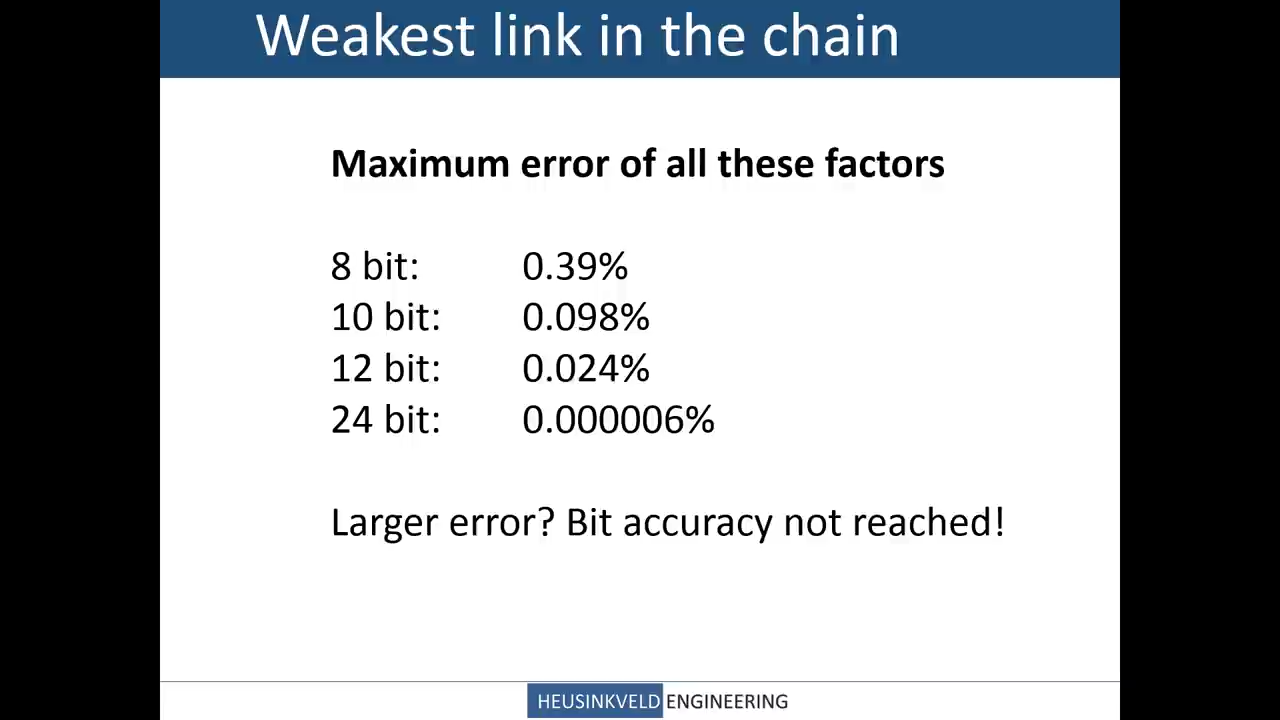 Weakest link in the chain
Maximum error of all these factors
8 bit: 0.39%
10 bit: 0.098%
12 bit: 0.024%
24 bit: 0.000006%
Larger error? Bit accuracy not reached!
HEUSINKVELD ENGINEERING